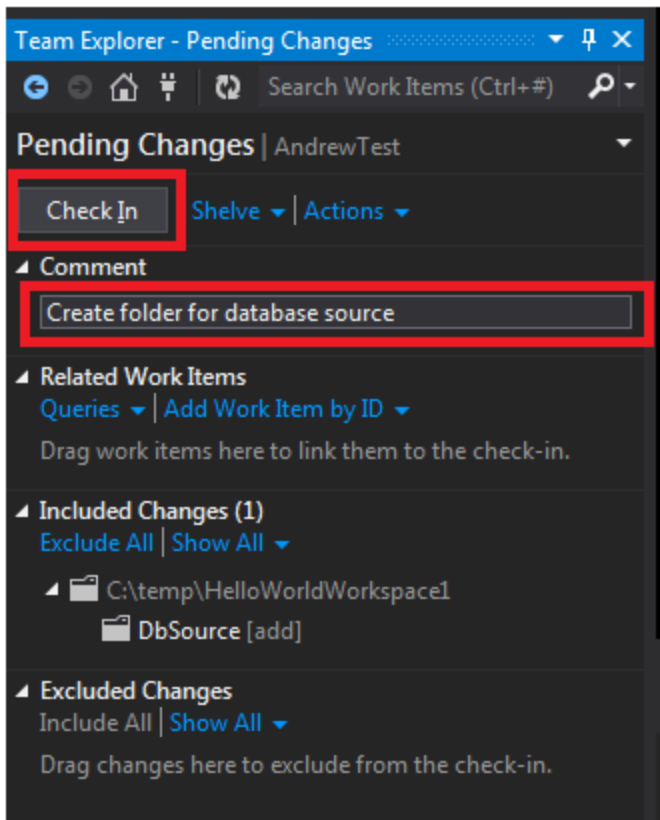 Team Explorer - Pending Changes
Search Work Items (Ctrl+#)
Pending Changes | AndrewTest
Check In Shelve | Actions
Comment
Create folder for database source
Related Work Items
Queries | Add Work Item by ID
Drag work items here to link them to the check-in.
Included Changes (1)
Exclude All | Show All
C:\temp\HelloWorldWorkspace1
DbSource [add]
Excluded Changes
Include All | Show All
Drag changes here to exclude from the check-in.